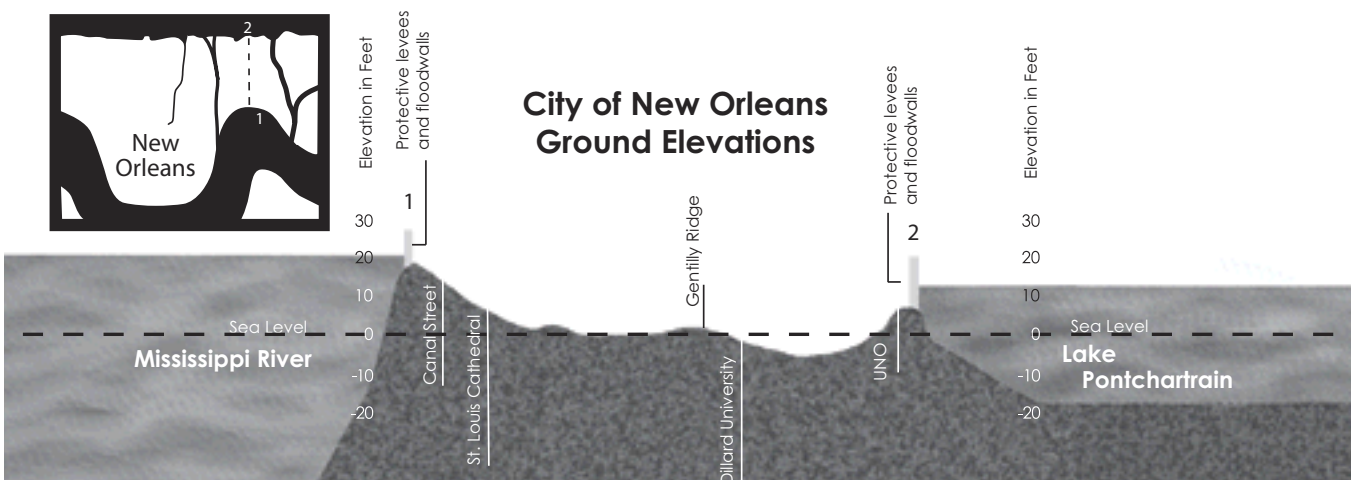 2
1
New
Orleans
Elevation in Feet
Protective levees
and floodwalls
City of New Orleans
Ground Elevations
Protective levees
and floodwalls
Elevation in Feet
1
2
30
20
10
0
-10
-20
Gentilly Ridge
30
20
10
0
-10
-20
Sea Level
Mississippi River
Canal Street
St. Louis Cathedral
Dillard University
UNO
Sea Level
Lake
Pontchartrain